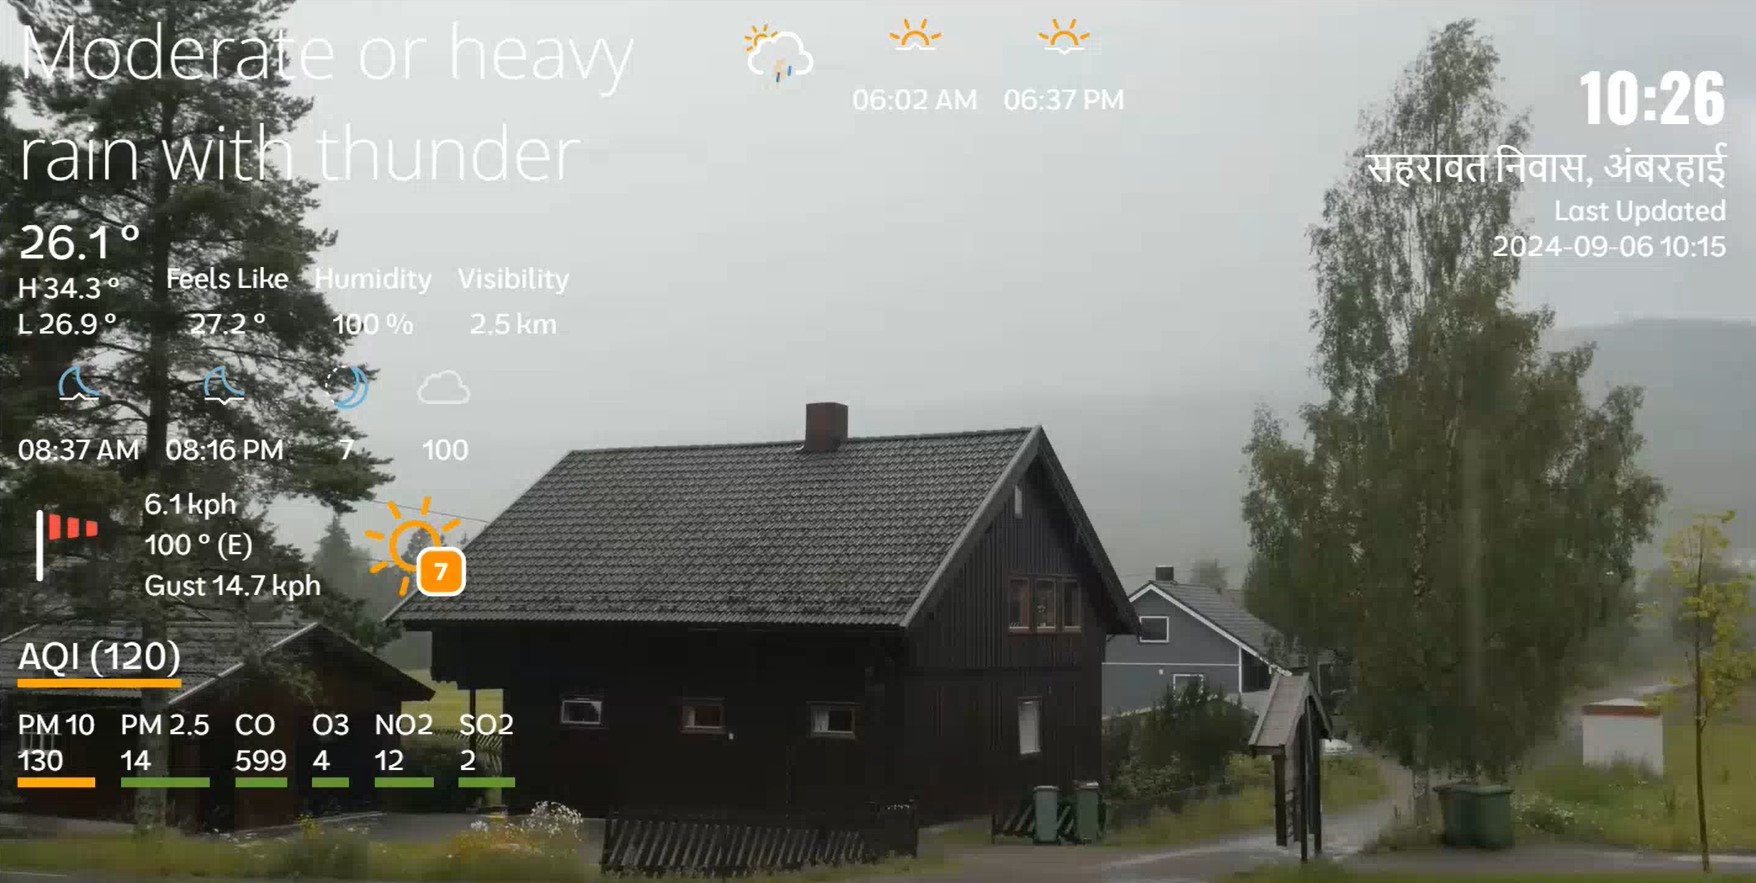 Moderate or heavy
rain with thunder
06:02 AM 06:37 PM
10:26
सहरावत निवास, अंबरहाई
Last Updated
2024-09-06 10:15
26.1°
H 34.3°
L 26.9°
Feels Like Humidity Visibility
27.2° 100 % 2.5 km
08:37 AM 08:16 PM 7 100
6.1 kph
100 ° (E)
Gust 14.7 kph
7
AQI (120)
PM 10 PM 2.5 CO O3 NO2 SO2
130 14 599 4 12 2